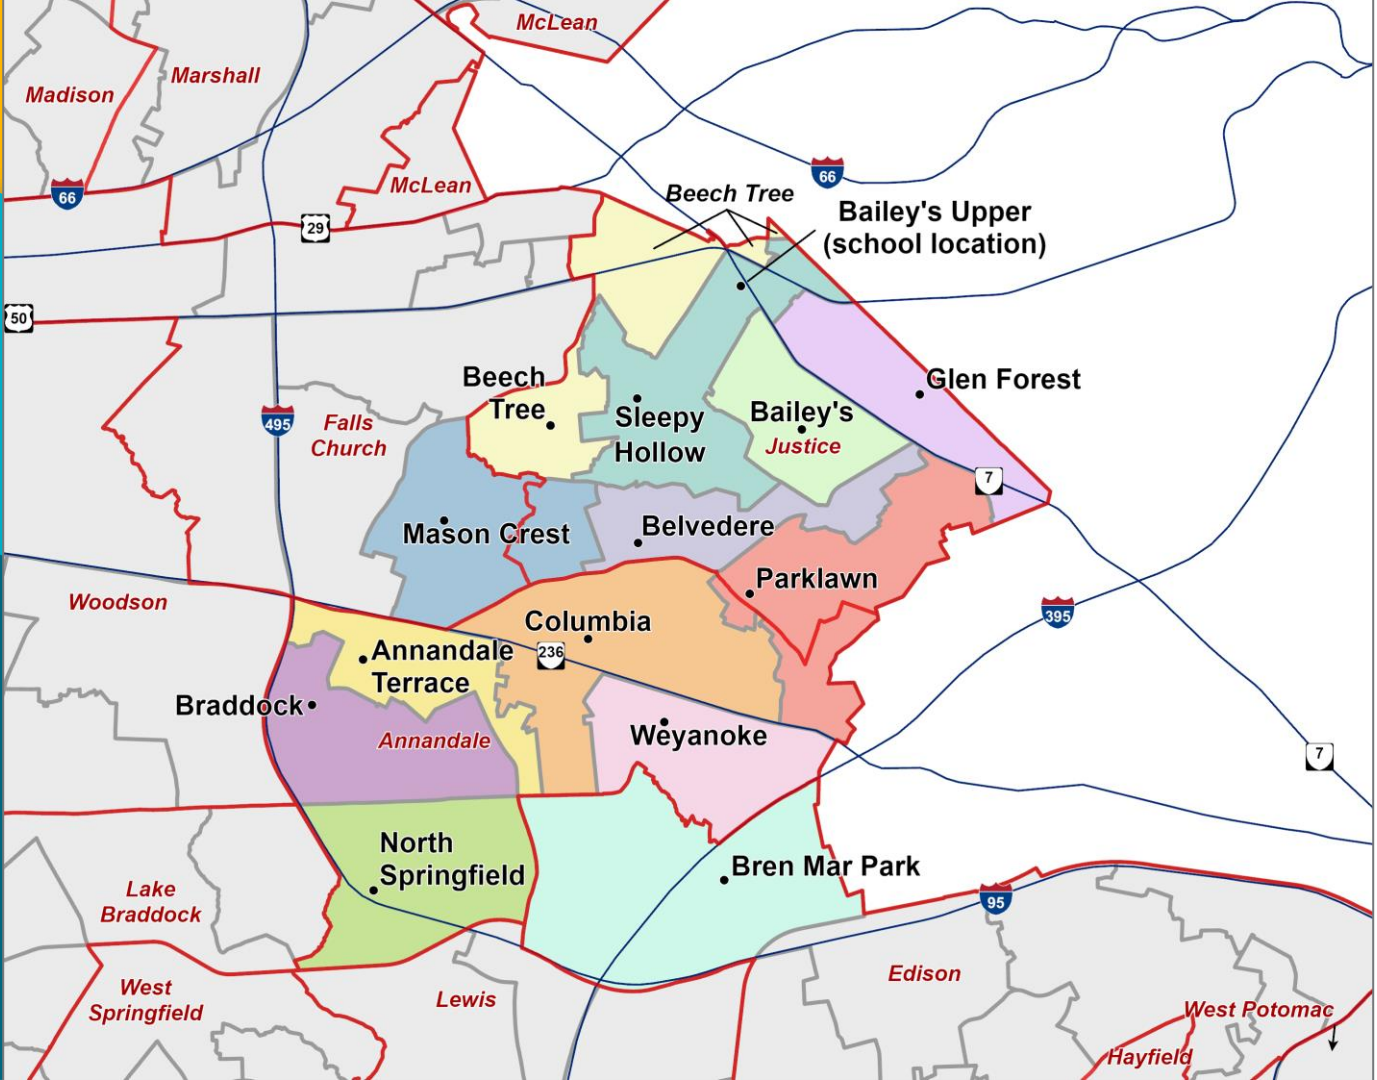 McLean
Marshall
Madison
66
McLean
Beech Tree
66
Bailey's Upper
(school location)
29
50
Beech
Tree
Glen Forest
Falls
Church
495
Sleepy
Hollow
Bailey's
Justice
7
Mason Crest
Belvedere
Parklawn
Woodson
395
Columbia
Annandale
Terrace
236
Braddock
Annandale
Weyanoke
7
North
Springfield
Bren Mar Park
Lake
Braddock
95
Edison
West
Springfield
Lewis
West Potomac
Hayfield